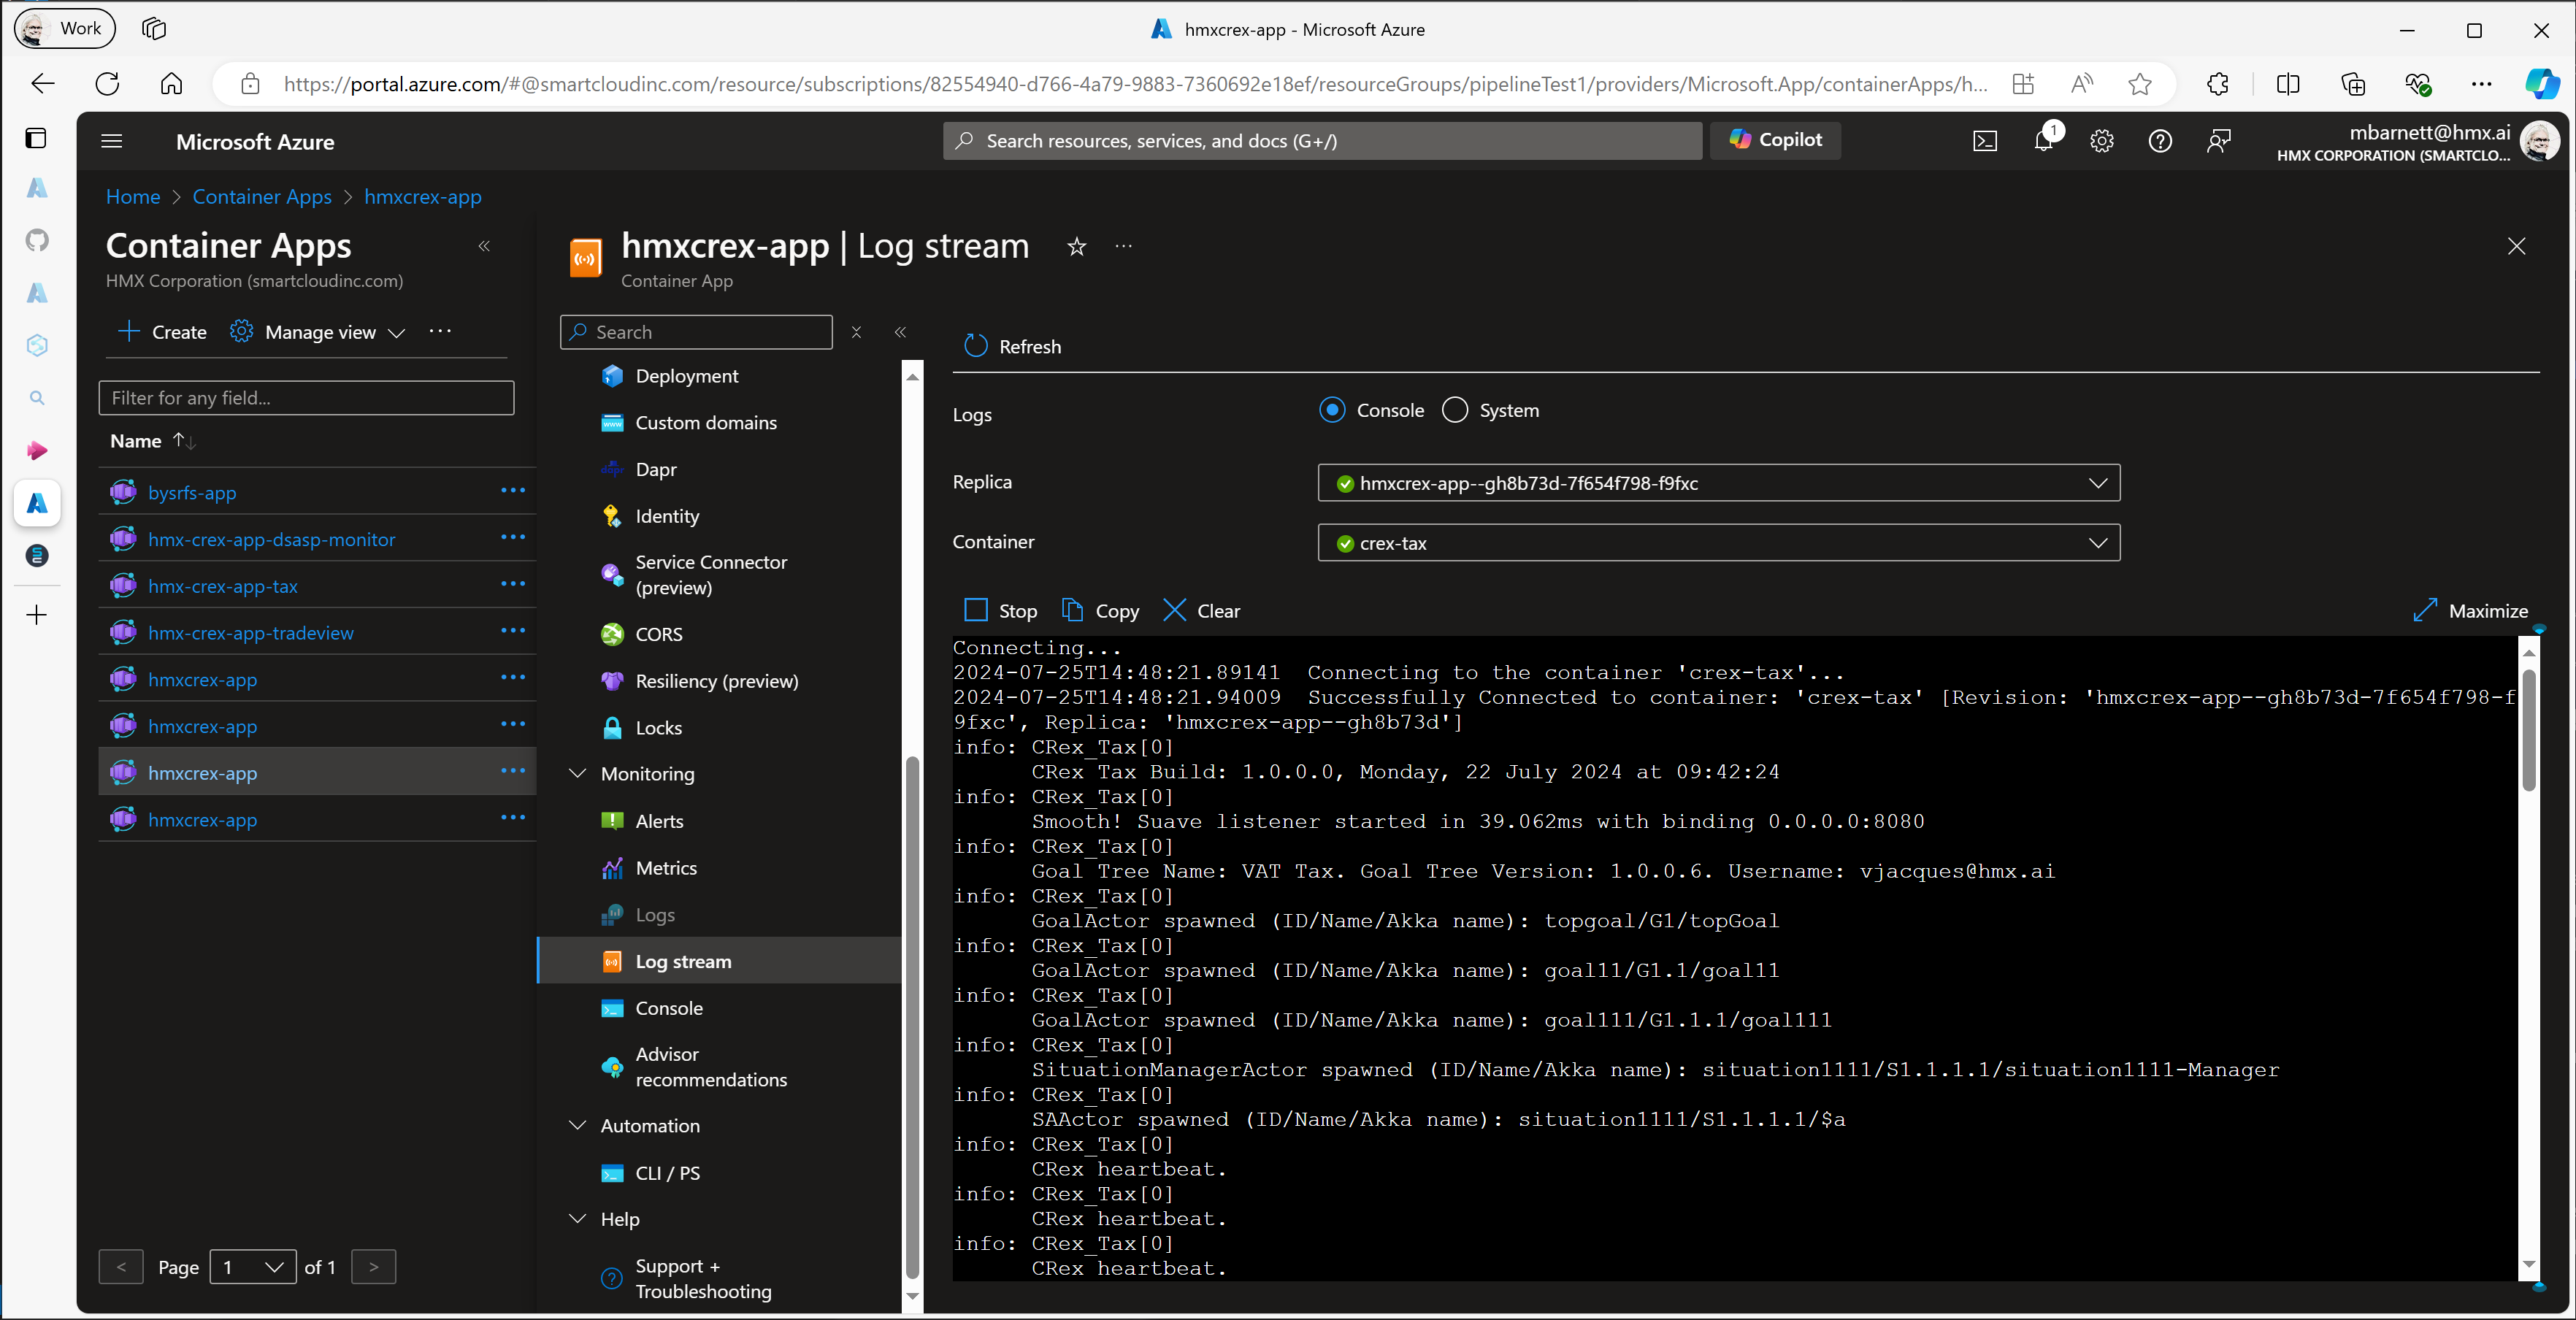 Work
hmxcrex-app - Microsoft Azure
https://portal.azure.com/#@smartcloudinc.com/resource/subscriptions/82554940-d766-4a79-9883-7360692e18ef/resourceGroups/pipelineTest1/providers/Microsoft.App/containerApps/h...
Microsoft Azure
Search resources, services, and docs (G+/)
Copilot
1
mbarnett@hmx.ai
HMX CORPORATION (SMARTCLO...
Home > Container Apps > hmxcrex-app
Container Apps
HMX Corporation (smartcloudinc.com)
Create
Manage view
Filter for any field...
Name
bysrfs-app
hmx-crex-app-dsasp-monitor
hmx-crex-app-tax
hmx-crex-app-tradeview
hmxcrex-app
hmxcrex-app
hmxcrex-app
hmxcrex-app
< Page 1 of 1 >
hmxcrex-app | Log stream
Container App
Search
Deployment
Custom domains
Dapr
Identity
Service Connector
(preview)
CORS
Resiliency (preview)
Locks
Monitoring
Alerts
Metrics
Logs
Log stream
Console
Advisor
recommendations
Automation
CLI / PS
Help
Support +
Troubleshooting
Refresh
Logs
Console
System
Replica
hmxcrex-app--gh8b73d-7f654f798-f9fxc
Container
crex-tax
Stop
Copy
Clear
Maximize
Connecting...
2024-07-25T14:48:21.89141  Connecting to the container 'crex-tax'...
2024-07-25T14:48:21.94009  Successfully Connected to container: 'crex-tax' [Revision: 'hmxcrex-app--gh8b73d-7f654f798-f
9fxc', Replica: 'hmxcrex-app--gh8b73d']
info: CRex_Tax[0]
CRex_Tax Build: 1.0.0.0, Monday, 22 July 2024 at 09:42:24
info: CRex_Tax[0]
Smooth! Suave listener started in 39.062ms with binding 0.0.0.0:8080
info: CRex_Tax[0]
Goal Tree Name: VAT Tax. Goal Tree Version: 1.0.0.6. Username: vjacques@hmx.ai
info: CRex_Tax[0]
GoalActor spawned (ID/Name/Akka name): topgoal/G1/topGoal
info: CRex_Tax[0]
GoalActor spawned (ID/Name/Akka name): goal11/G1.1/goal11
info: CRex_Tax[0]
GoalActor spawned (ID/Name/Akka name): goal111/G1.1.1/goal111
info: CRex_Tax[0]
SituationManagerActor spawned (ID/Name/Akka name): situation1111/S1.1.1.1/situation1111-Manager
info: CRex_Tax[0]
SAActor spawned (ID/Name/Akka name): situation1111/S1.1.1.1/$a
info: CRex_Tax[0]
CRex heartbeat.
info: CRex_Tax[0]
CRex heartbeat.
info: CRex_Tax[0]
CRex heartbeat.